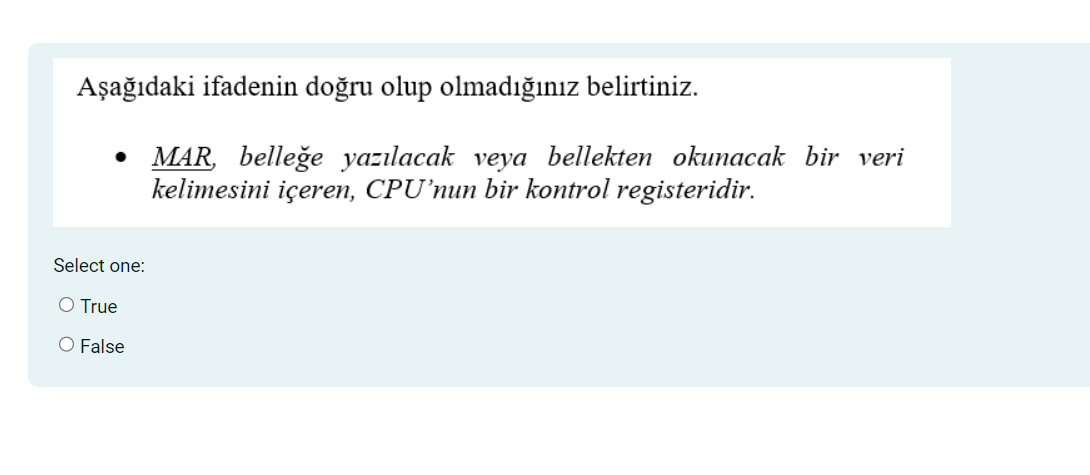 Aşağıdaki ifadenin doğru olup olmadığınız belirtiniz.
• MAR, belleğe yazılacak veya bellekten okunacak bir veri
kelimesini içeren, CPU’nun bir kontrol registeridir.
Select one:
True
False